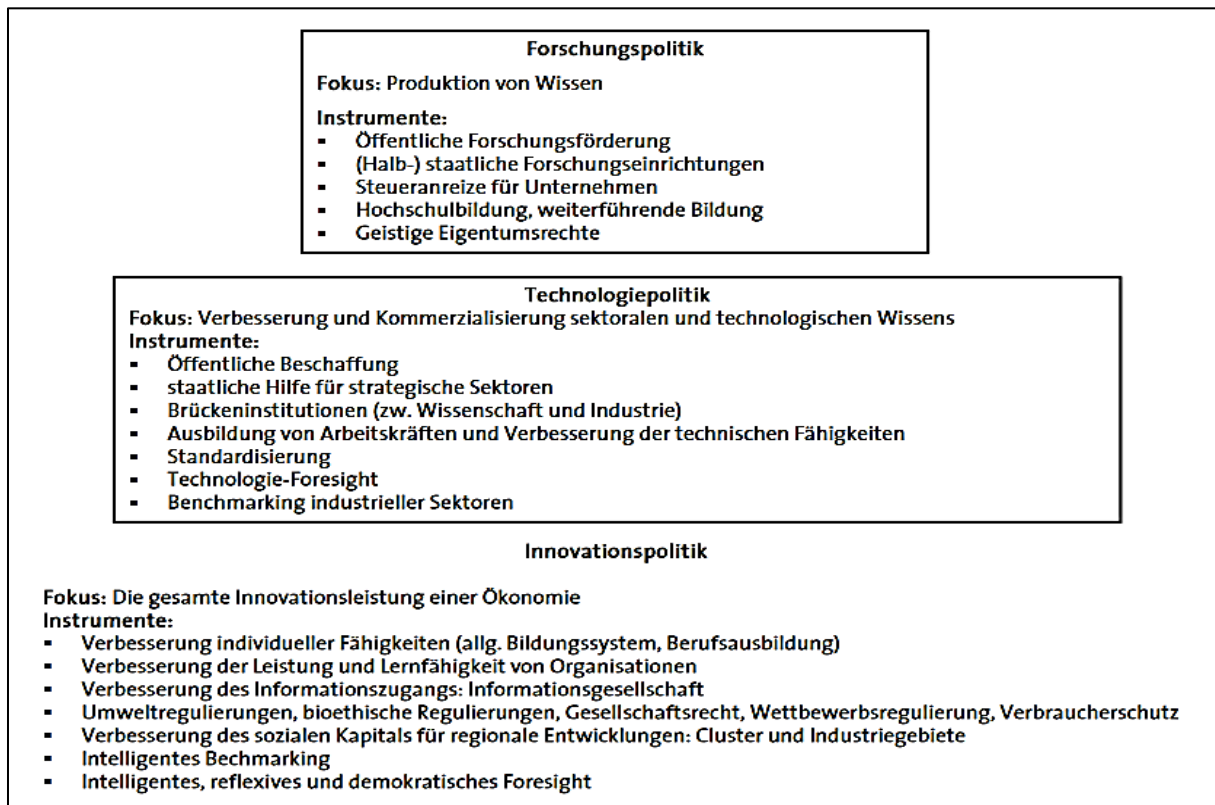 Forschungspolitik
Fokus: Produktion von Wissen
Instrumente:
▪ Öffentliche Forschungsförderung
▪ (Halb-) staatliche Forschungseinrichtungen
▪ Steueranreize für Unternehmen
▪ Hochschulbildung, weiterführende Bildung
▪ Geistige Eigentumsrechte
Technologiepolitik
Fokus: Verbesserung und Kommerzialisierung sektoralen und technologischen Wissens
Instrumente:
▪ Öffentliche Beschaffung
▪ staatliche Hilfe für strategische Sektoren
▪ Brückeninstitutionen (zw. Wissenschaft und Industrie)
▪ Ausbildung von Arbeitskräften und Verbesserung der technischen Fähigkeiten
▪ Standardisierung
▪ Technologie-Foresight
▪ Benchmarking industrieller Sektoren
Innovationspolitik
Fokus: Die gesamte Innovationsleistung einer Ökonomie
Instrumente:
▪ Verbesserung individueller Fähigkeiten (allg. Bildungssystem, Berufsausbildung)
▪ Verbesserung der Leistung und Lernfähigkeit von Organisationen
▪ Verbesserung des Informationszugangs: Informationsgesellschaft
▪ Umweltregulierungen, bioethische Regulierungen, Gesellschaftsrecht, Wettbewerbsregulierung, Verbraucherschutz
▪ Verbesserung des sozialen Kapitals für regionale Entwicklungen: Cluster und Industriegebiete
▪ Intelligentes Bechmarking
▪ Intelligentes, reflexives und demokratisches Foresight